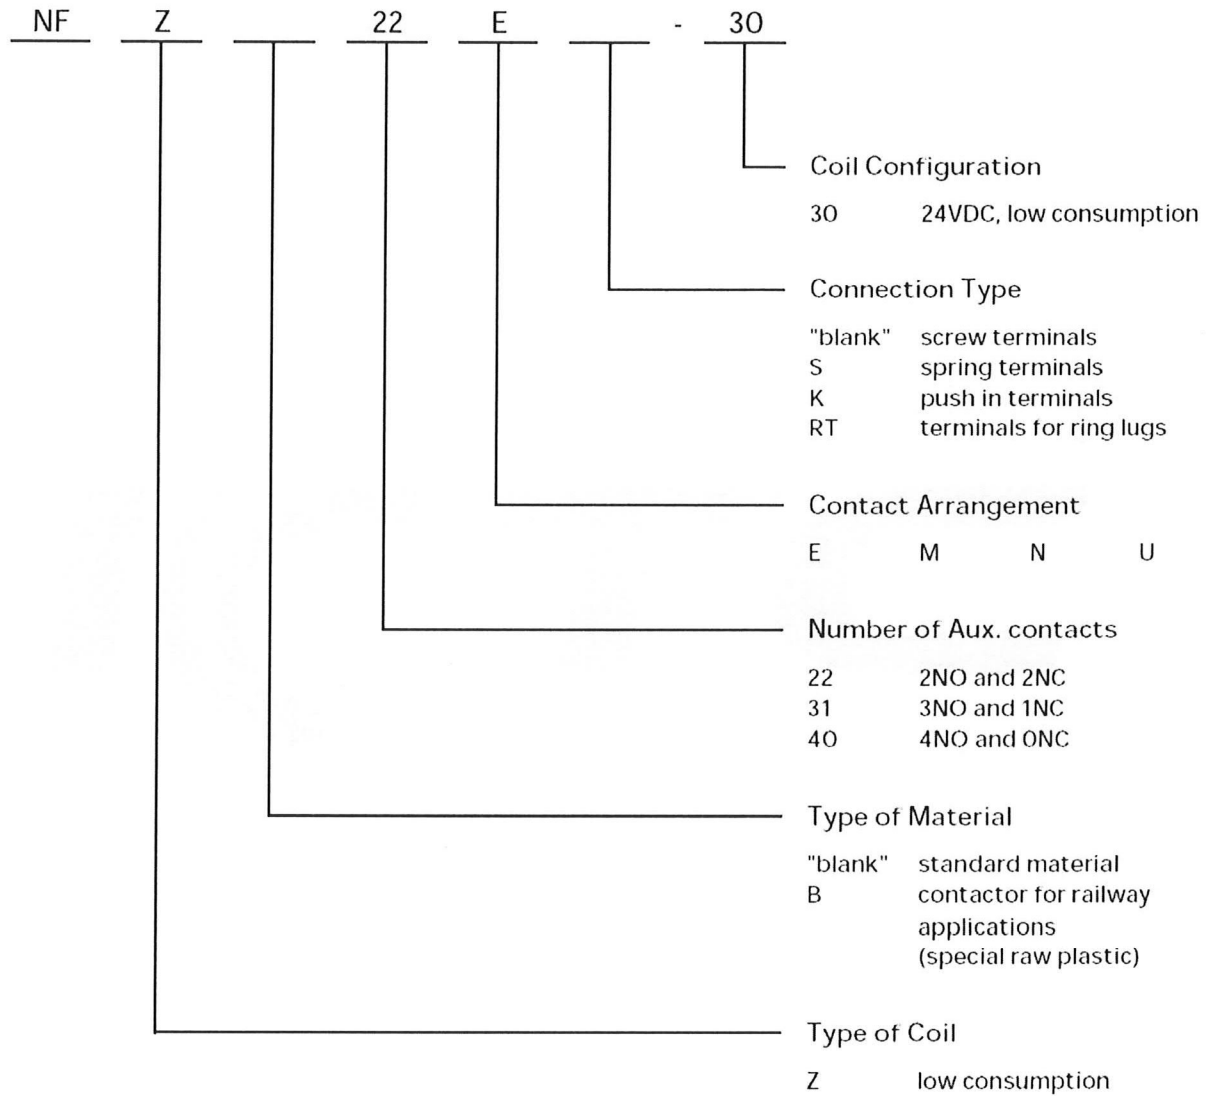 NF Z 22 E - 30
Coil Configuration
30 24VDC, low consumption
Connection Type
"blank" screw terminals
S spring terminals
K push in terminals
RT terminals for ring lugs
Contact Arrangement
E M N U
Number of Aux. contacts
22 2NO and 2NC
31 3NO and 1NC
40 4NO and 0NC
Type of Material
"blank" standard material
B contactor for railway
applications
(special raw plastic)
Type of Coil
Z low consumption